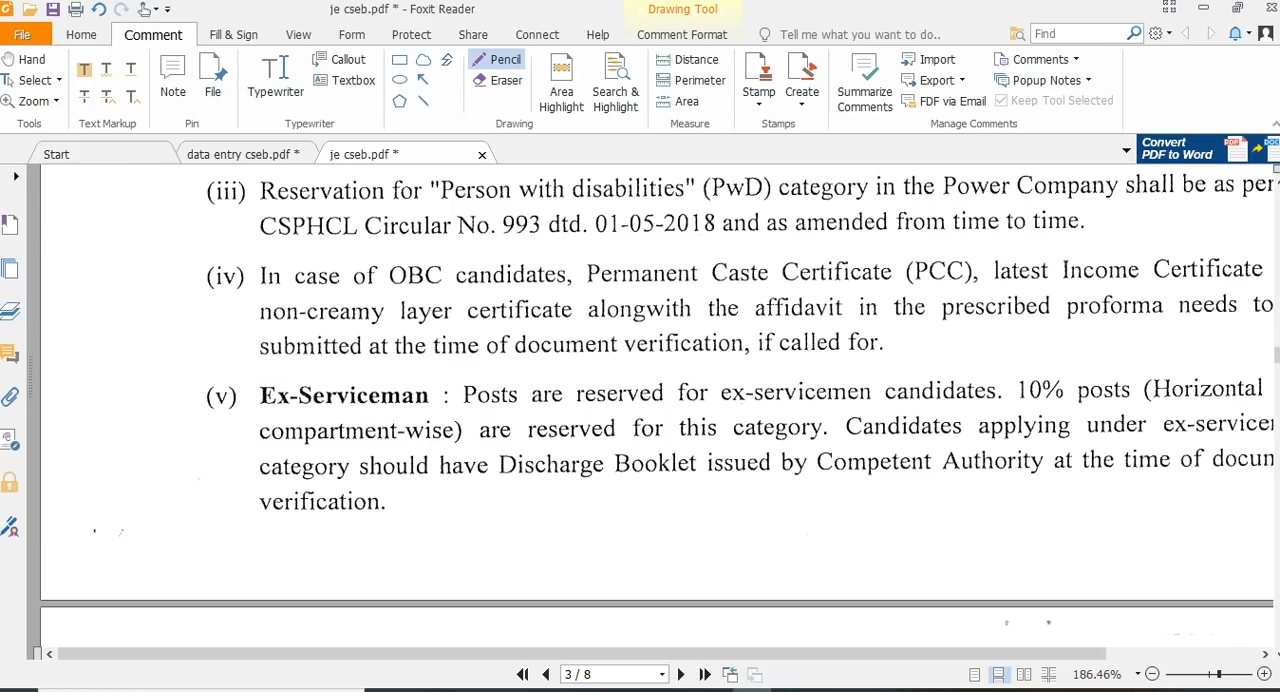 je cseb.pdf * - Foxit Reader
Drawing Tool
File Home Comment Fill & Sign View Form Protect Share Connect Help Comment Format Tell me what you want to do.. Find
Hand
Select
Zoom
Tools
Text Markup
Note
File
Pin
Typewriter
Callout
Textbox
Typewriter
Pencil
Eraser
Drawing
Area Highlight
Search & Highlight
Distance
Perimeter
Area
Measure
Stamp
Create
Stamps
Summarize Comments
Import
Export
FDF via Email
Comments
Popup Notes
Keep Tool Selected
Manage Comments
Start
data entry cseb.pdf *
je cseb.pdf *
Convert
PDF to Word
(iii) Reservation for "Person with disabilities" (PwD) category in the Power Company shall be as per
CSPHCL Circular No. 993 dtd. 01-05-2018 and as amended from time to time.
(iv) In case of OBC candidates, Permanent Caste Certificate (PCC), latest Income Certificate
non-creamy layer certificate alongwith the affidavit in the prescribed proforma needs to
submitted at the time of document verification, if called for.
(v) Ex-Serviceman : Posts are reserved for ex-servicemen candidates. 10% posts (Horizontal
compartment-wise) are reserved for this category. Candidates applying under ex-service
category should have Discharge Booklet issued by Competent Authority at the time of docum
verification.
3 / 8
186.46%